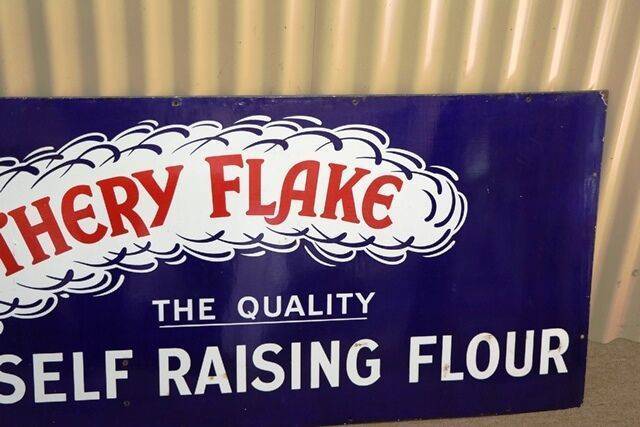 THERY FLAKE
THE QUALITY
SELF RAISING FLOUR